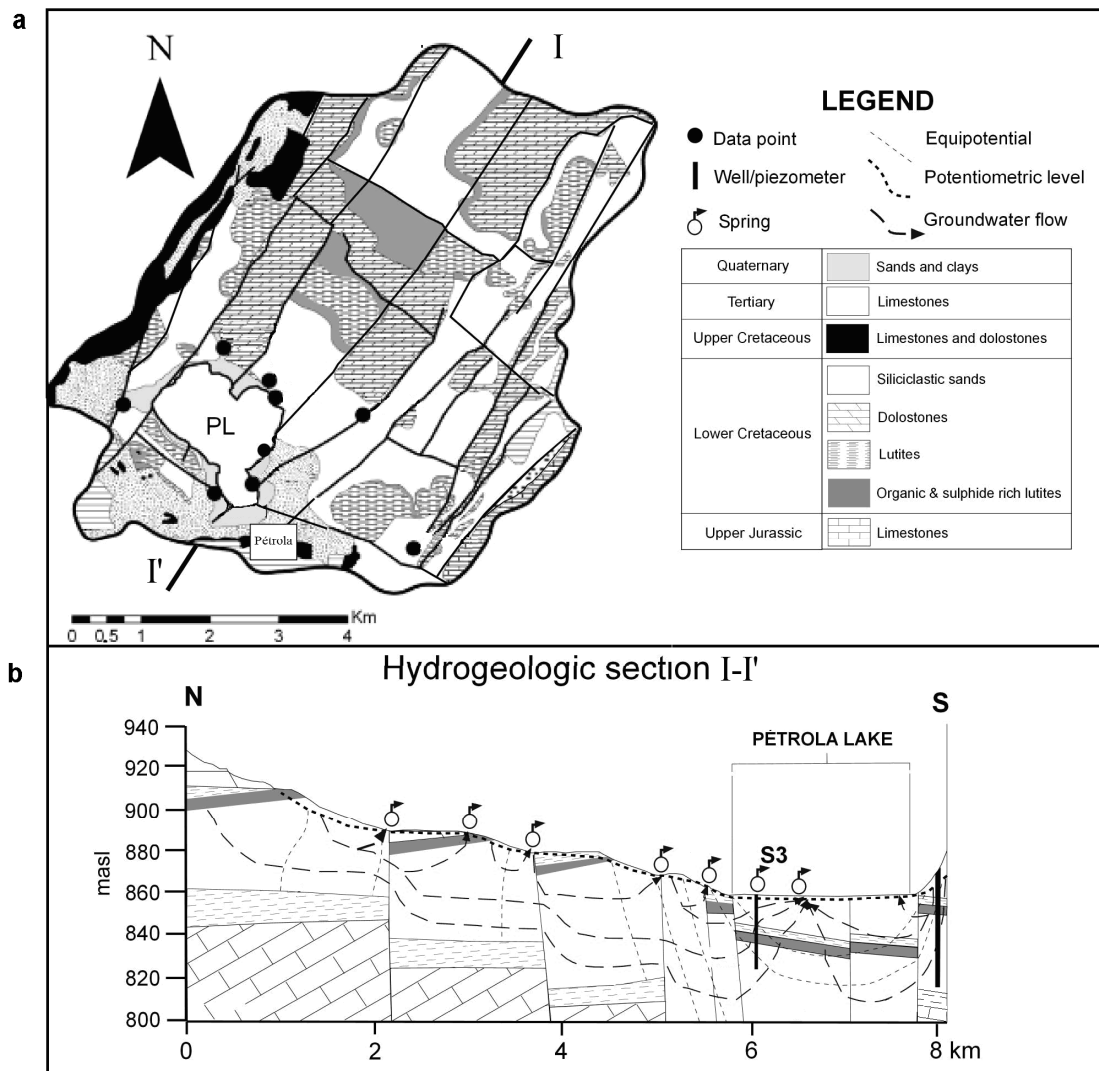 a
N
I
LEGEND
Data point
Equipotential
Well/piezometer
Potentiometric level
Spring
Groundwater flow
Quaternary
Sands and clays
Tertiary
Limestones
Upper Cretaceous
Limestones and dolostones
Lower Cretaceous
Siliciclastic sands
Dolostones
Lutites
Organic & sulphide rich lutites
Upper Jurassic
Limestones
PL
Pétrola
I'
Km
0 0.5 1 2 3 4
b
Hydrogeologic section I-I'
N
S
PÉTROLA LAKE
S3
masl
940
920
900
880
860
840
820
800
0 2 4 6 8 km